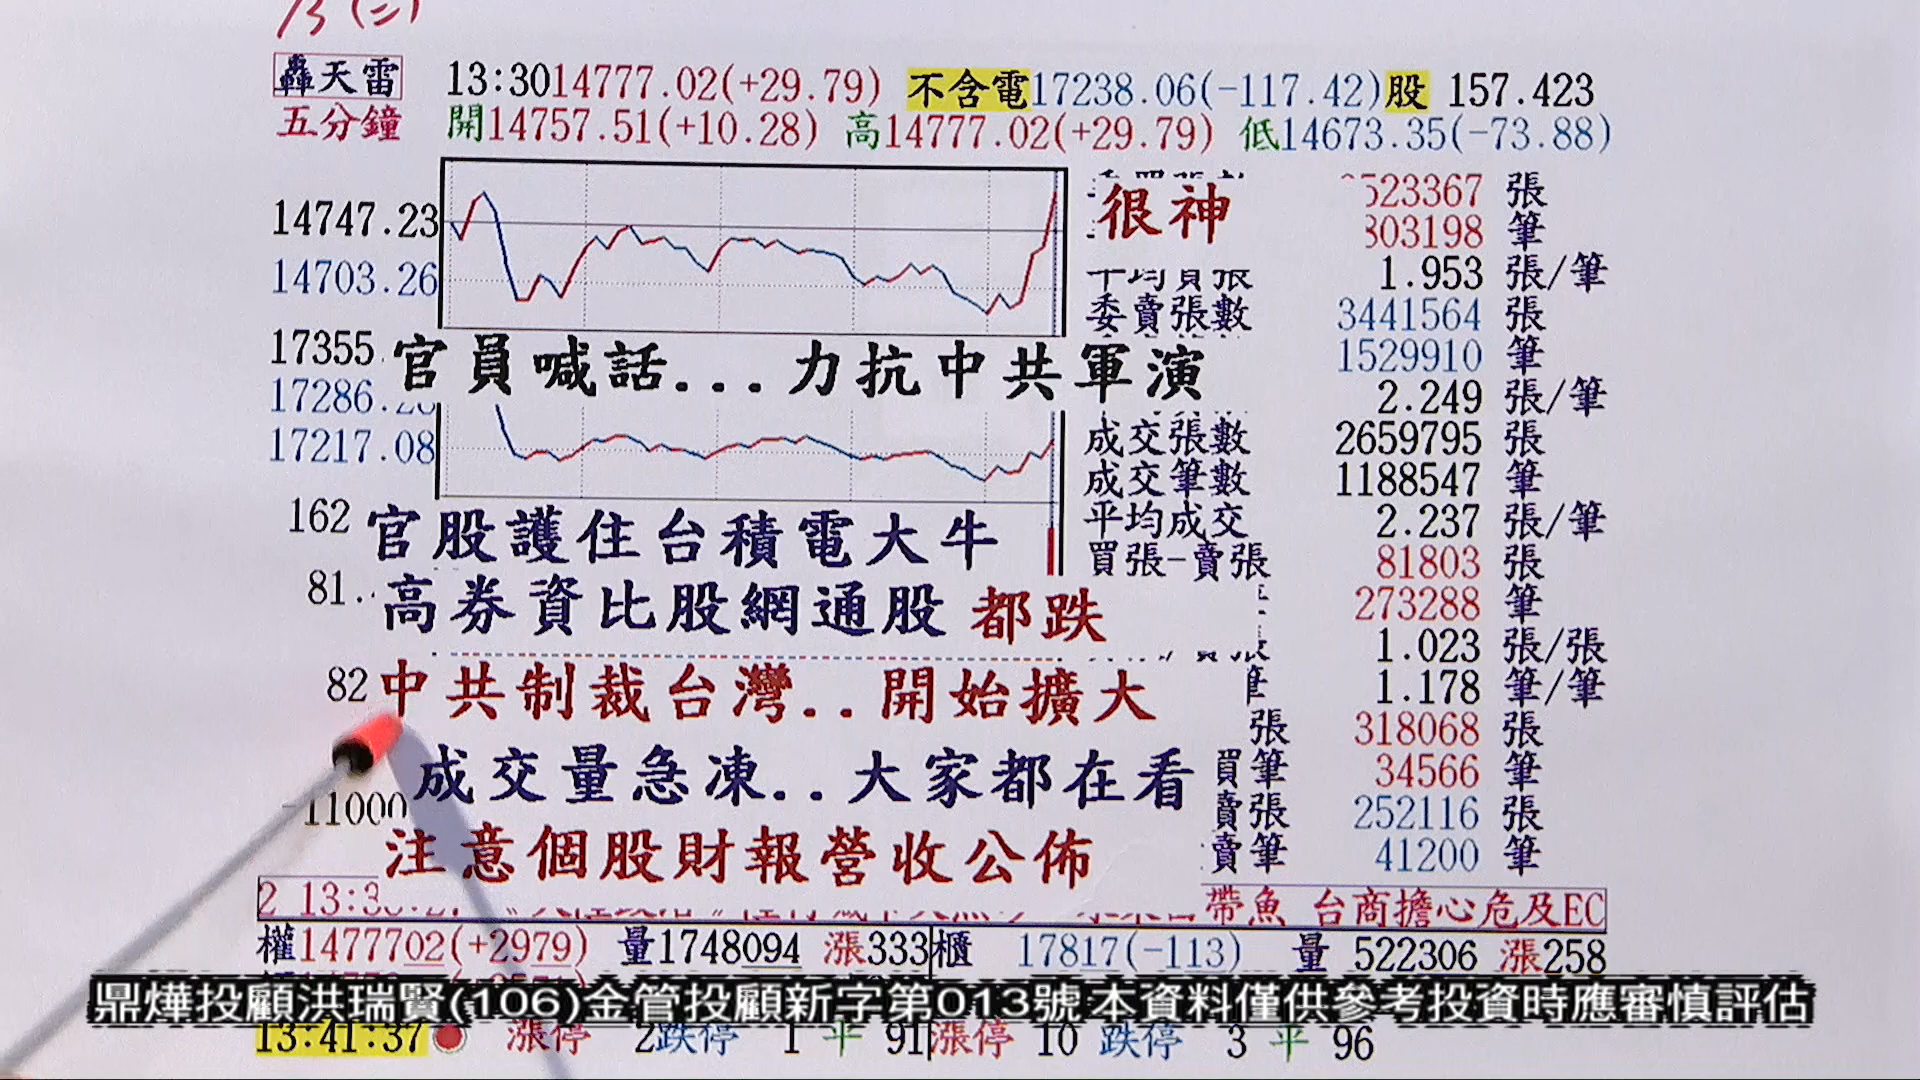 轟天雷 13:30 14777.02(+29.79) 不含電 17238.06(-117.42) 股 157.423
五分鐘 開14757.51(+10.28) 高14777.02(+29.79) 低14673.35(-73.88)
很神
523367 張
14747.23
筆
1.953 張/筆
14703.26
委賣張數 3441564 張
17355
官員喊話...力抗中共軍演
1529910 筆
2.249 張/筆
成交張數 2659795 張
17217.08
成交筆數 1188547 筆
162
官股護住台積電大牛
平均成交 2.237 張/筆
買張-賣張 81803 張
81
高券資比股網通股 都跌
273288 筆
1.023 張/張
82
中共制裁台灣..開始擴大
1.178 筆/筆
張 318068 張
成交量急凍..大家都在看
買筆 34566 筆
-11000
賣張 252116 張
注意個股財報營收公佈
賣筆 41200 筆
帶魚 台商擔心危及EC
權1477702(+2979) 量1748094 漲333 櫃 17817(-113) 量 522306 漲258
鼎燁投顧洪瑞賢(106)金管投顧新字第013號本資料僅供參考投資時應審慎評估
13:41:37 漲停 2 跌停 1 平 91 漲停 10 跌停 3 平 96